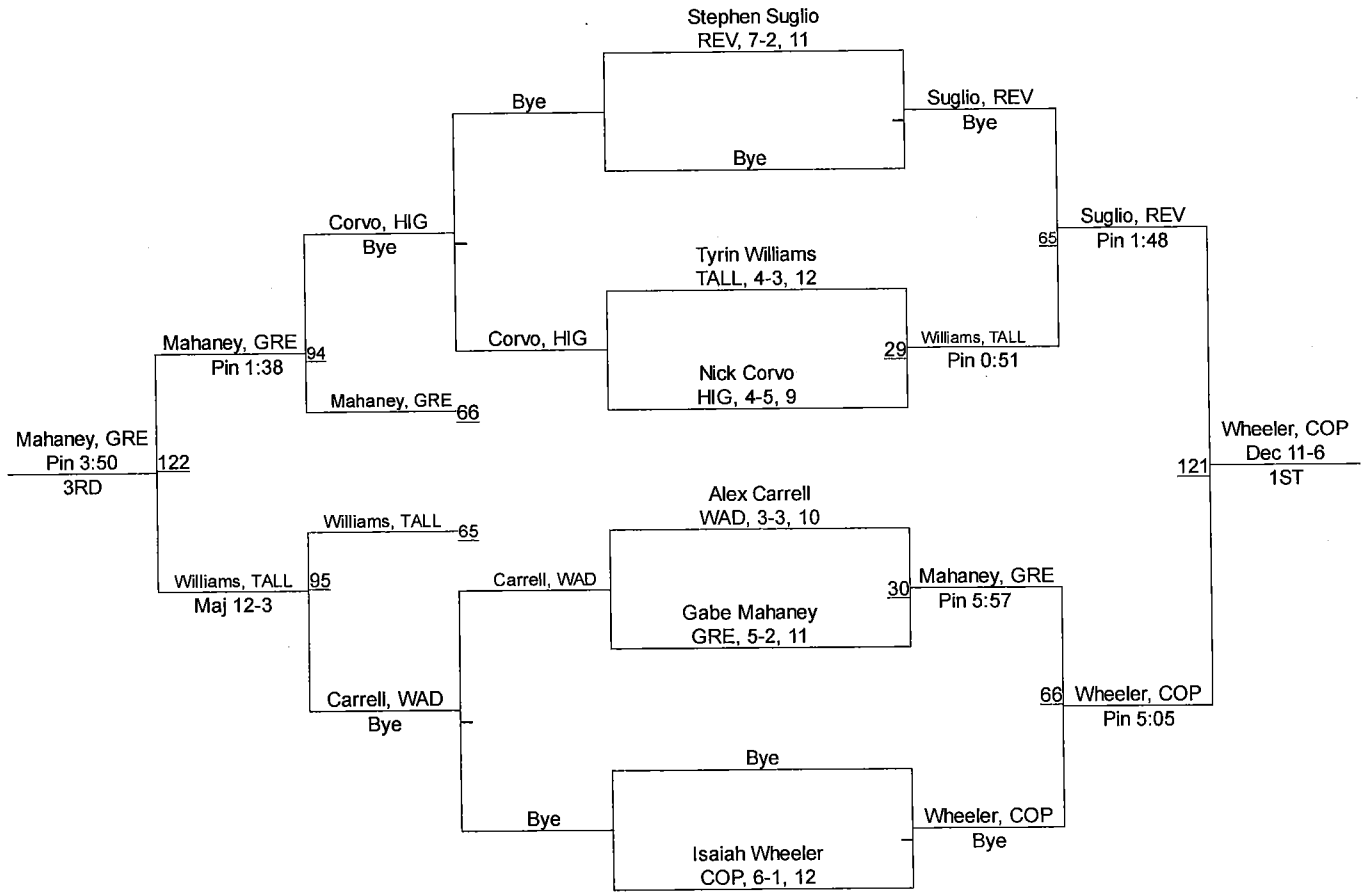 Stephen Suglio
REV, 7-2, 11
Bye
Suglio, REV
Bye
Bye
Corvo, HIG
Bye
Suglio, REV
65
Pin 1:48
Tyrin Williams
TALL, 4-3, 12
Mahaney, GRE
94
Pin 1:38
Corvo, HIG
29
Williams, TALL
Pin 0:51
Nick Corvo
HIG, 4-5, 9
Mahaney, GRE
66
Mahaney, GRE
Pin 3:50
122
3RD
Wheeler, COP
Dec 11-6
121
1ST
Alex Carrell
WAD, 3-3, 10
Williams, TALL
65
Williams, TALL
95
Maj 12-3
Carrell, WAD
30
Mahaney, GRE
Pin 5:57
Gabe Mahaney
GRE, 5-2, 11
Carrell, WAD
Bye
66
Wheeler, COP
Pin 5:05
Bye
Bye
Wheeler, COP
Bye
Isaiah Wheeler
COP, 6-1, 12